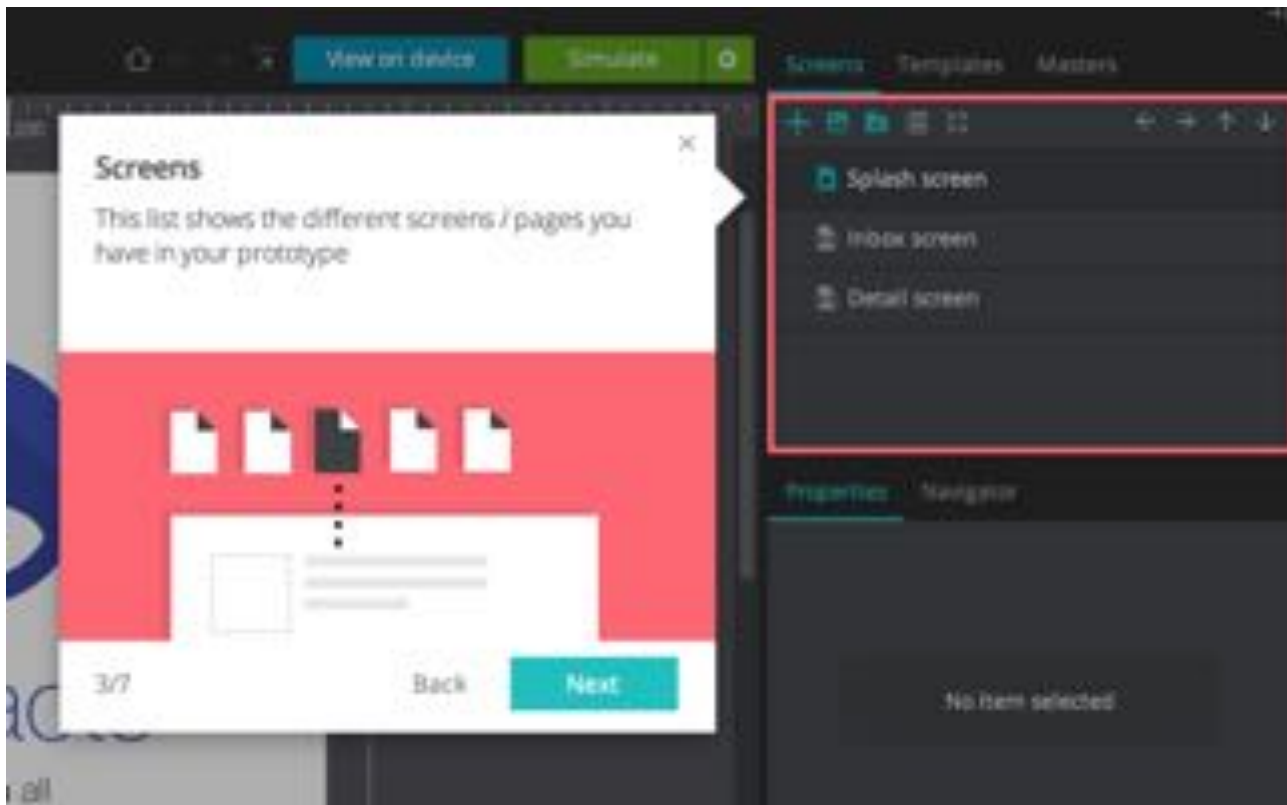 View on device
Simulate
Screens Templates Masters
Screens
This list shows the different screens / pages you
have in your prototype
Splash screen
Inbox screen
Detail screen
Properties Navigator
3/7
Back
Next
No item selected
all